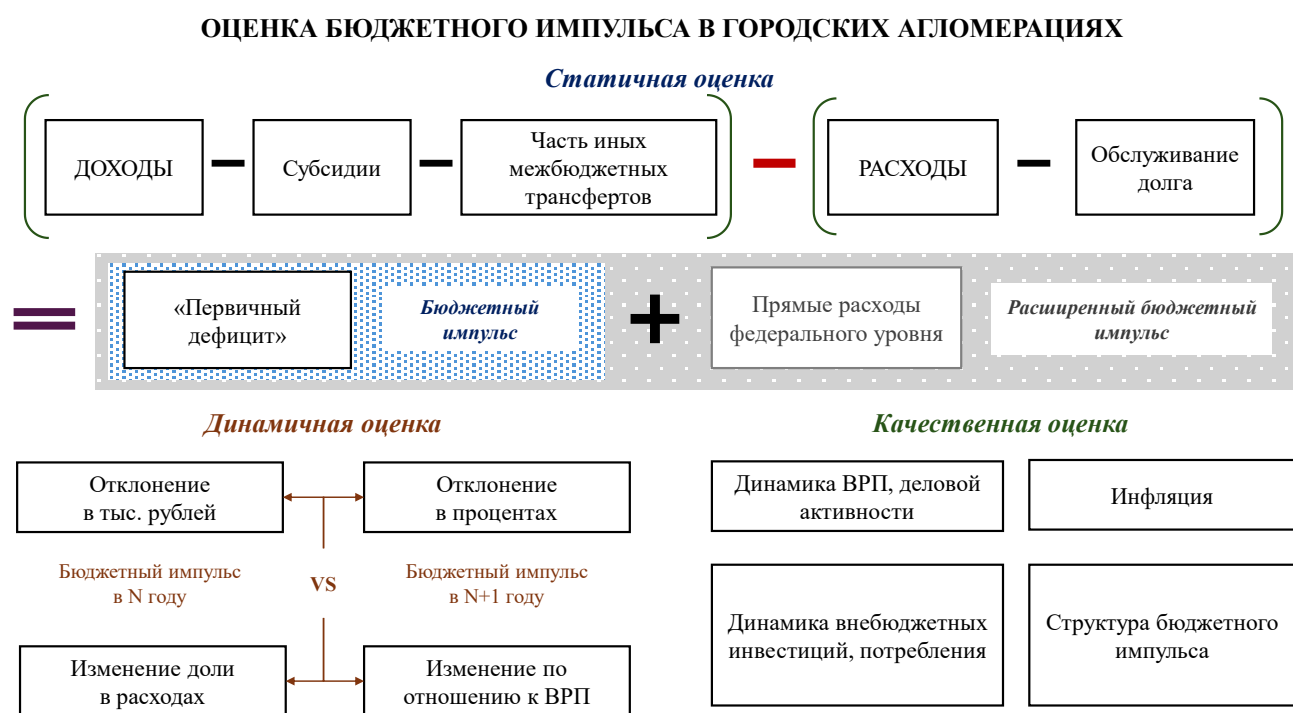 ОЦЕНКА БЮДЖЕТНОГО ИМПУЛЬСА В ГОРОДСКИХ АГЛОМЕРАЦИЯХ
Статичная оценка
ДОХОДЫ
Субсидии
Часть иных
межбюджетных
трансфертов
РАСХОДЫ
Обслуживание
долга
«Первичный
дефицит»
Бюджетный
импульс
Прямые расходы
федерального уровня
Расширенный бюджетный
импульс
Динамичная оценка
Отклонение
в тыс. рублей
Отклонение
в процентах
Бюджетный импульс
в N году
VS
Бюджетный импульс
в N+1 году
Изменение доли
в расходах
Изменение по
отношению к ВРП
Качественная оценка
Динамика ВРП, деловой
активности
Инфляция
Динамика внебюджетных
инвестиций, потребления
Структура бюджетного
импульса